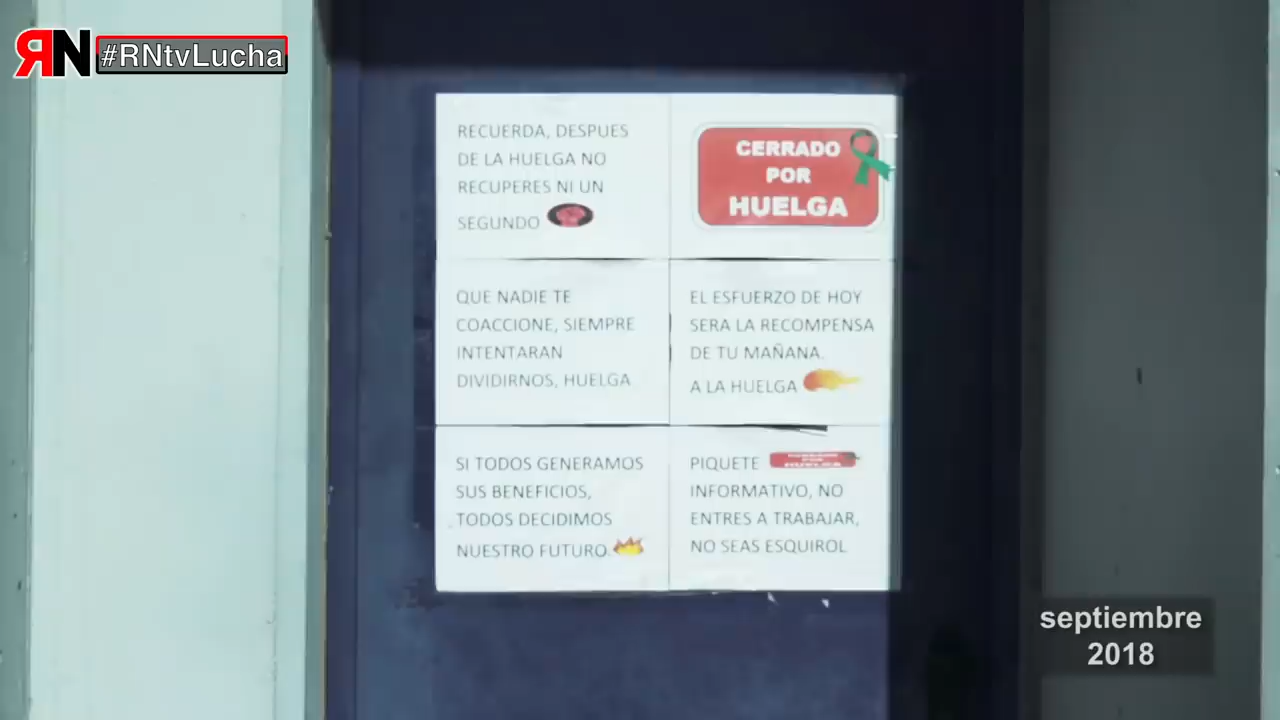 RN #RNtvLucha
RECUERDA, DESPUES
DE LA HUELGA NO
RECUPERES NI UN
SEGUNDO
CERRADO
POR
HUELGA
QUE NADIE TE
COACCIONE, SIEMPRE
INTENTARAN
DIVIDIRNOS, HUELGA
EL ESFUERZO DE HOY
SERA LA RECOMPENSA
DE TU MAÑANA.
A LA HUELGA
SI TODOS GENERAMOS
SUS BENEFICIOS,
TODOS DECIDIMOS
NUESTRO FUTURO.
PIQUETE
INFORMATIVO, NO
ENTRES A TRABAJAR,
NO SEAS ESQUIROL
septiembre
2018